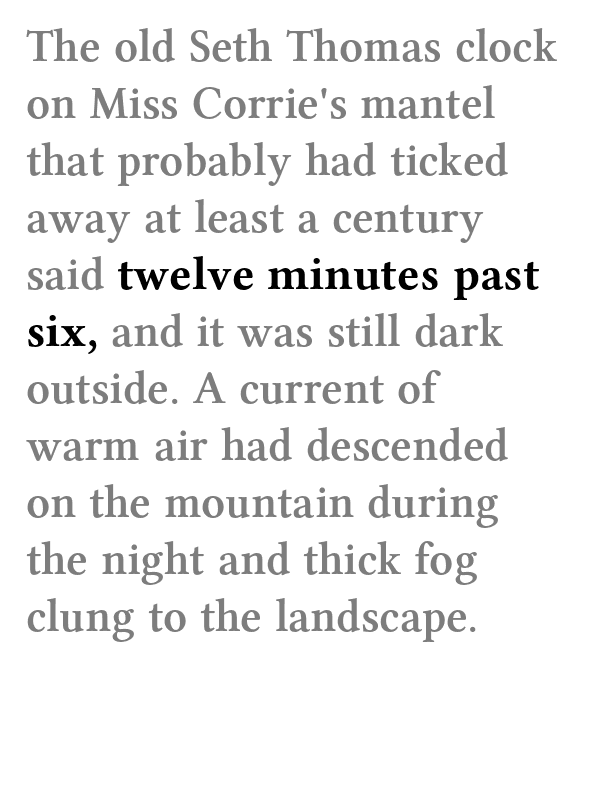 The old Seth Thomas clock
on Miss Corrie's mantel
that probably had ticked
away at least a century
said twelve minutes past
six, and it was still dark
outside. A current of
warm air had descended
on the mountain during
the night and thick fog
clung to the landscape.